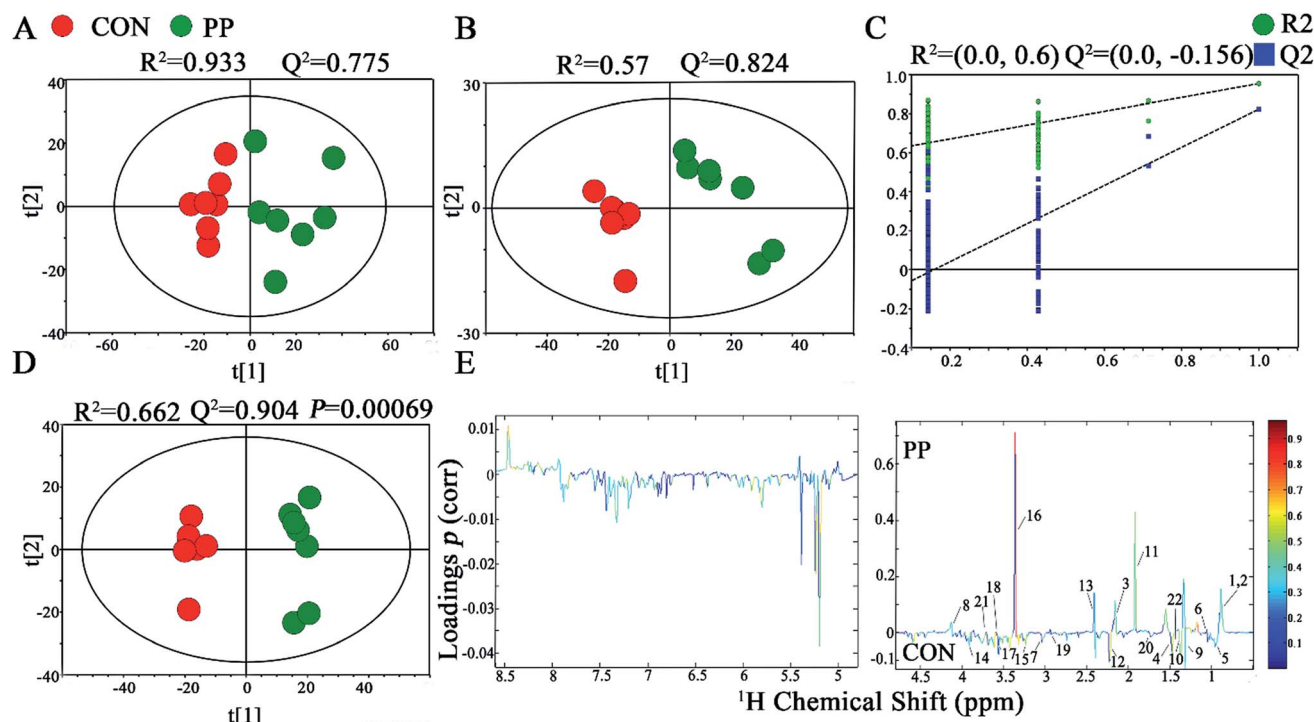 A CON PP
R²=0.933 Q²=0.775
40
20
0
-20
-40
t[2]
-80 -60 -40 -20 0 20 40 60 80
t[1]
B
R²=0.57 Q²=0.824
30
0
-30
t[2]
-60 -40 -20 0 20 40 60
t[1]
C
R2
Q2
R²=(0.0, 0.6) Q²=(0.0, -0.156)
1.0
0.8
0.6
0.4
0.2
0
-0.2
-0.4
0.2 0.4 0.6 0.8 1.0
D
R²=0.662 Q²=0.904 P=0.00069
40
20
0
-20
-40
t[2]
-60 -40 -20 0 20 40 60
t[1]
E
Loadings p (corr)
0.01
0
-0.01
-0.02
-0.03
-0.04
8.5 8 7.5 7 6.5 6 5.5 5
PP
CON
0.6
0.4
0.2
0
-0.1
16
11
13
3
22
6
1,2
8
21
18
14
17
15
7
19
12
20
4
10
9
5
4.5 4 3.5 3 2.5 2 1.5 1
0.9
0.8
0.7
0.6
0.5
0.4
0.3
0.2
0.1
0
¹H Chemical Shift (ppm)